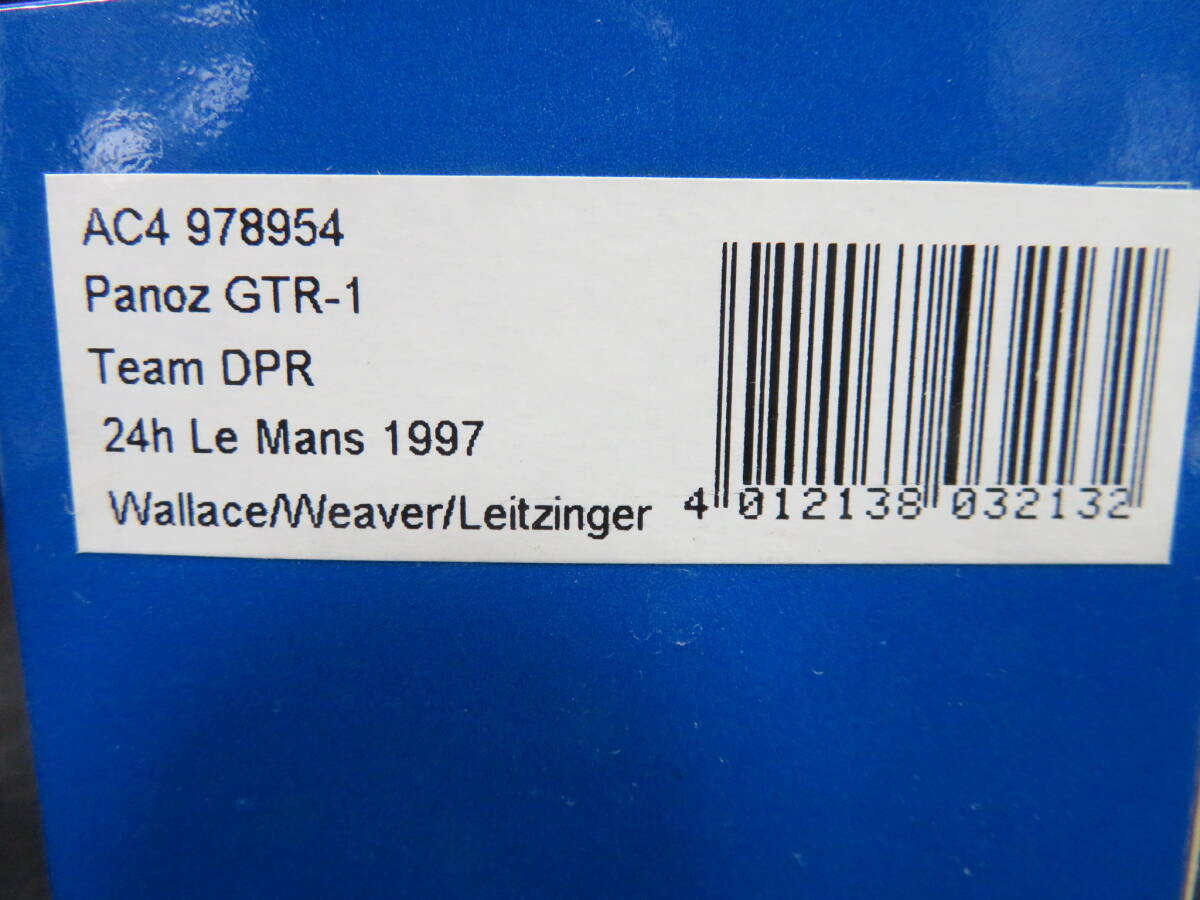 AC4 978954
Panoz GTR-1
Team DPR
24h Le Mans 1997
Wallace/Weaver/Leitzinger
4 012138 032132